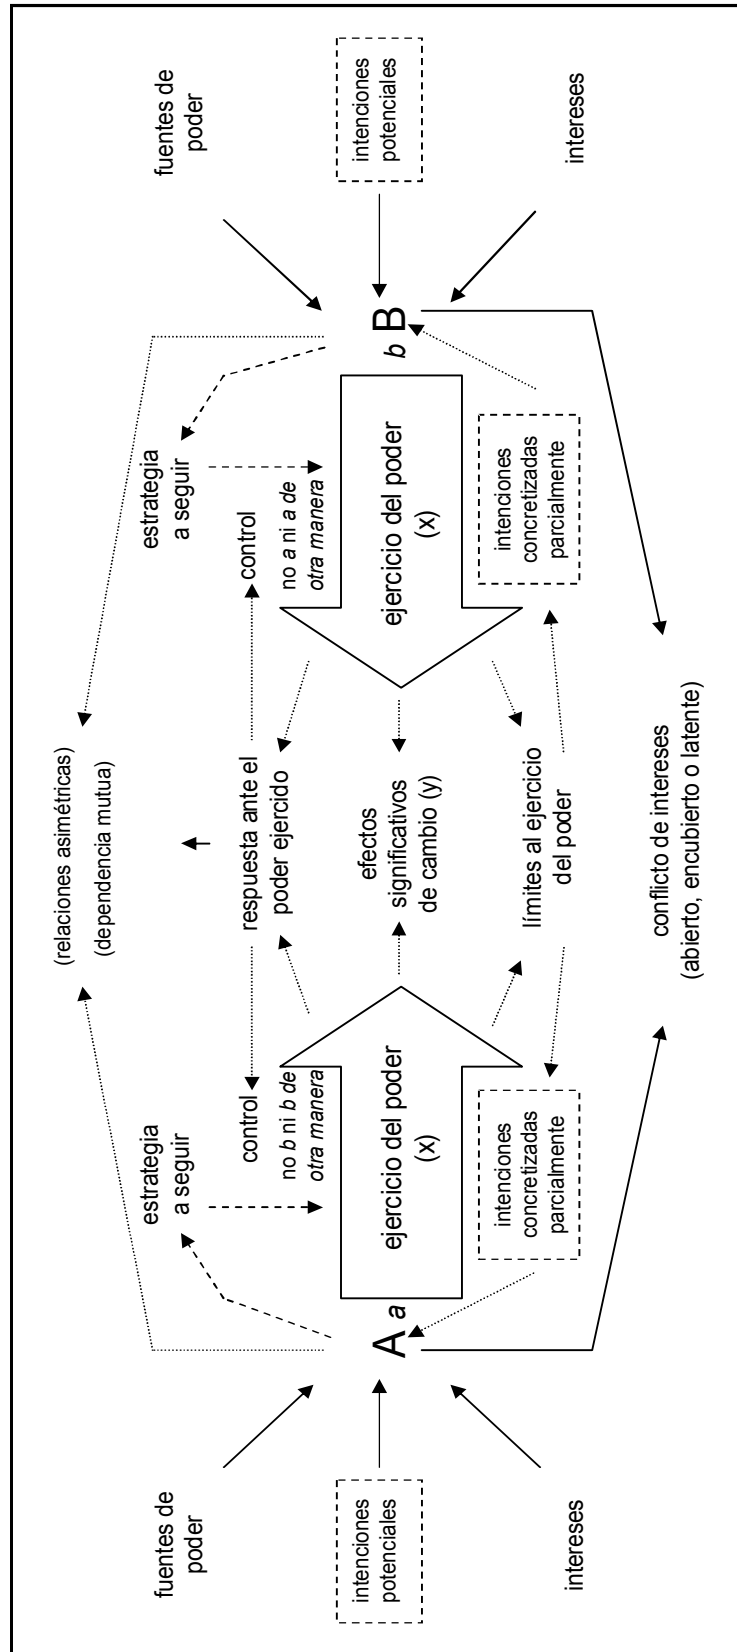 (relaciones asimétricas)
(dependencia mutua)
fuentes de
poder
estrategia
a seguir
estrategia
a seguir
fuentes de
poder
control
no b ni b de
otra manera
respuesta ante el
poder ejercido
control
no a ni a de
otra manera
intenciones
potenciales
A
a
ejercicio del poder
(x)
efectos
significativos
de cambio (y)
ejercicio del poder
(x)
b
B
intenciones
potenciales
intenciones
concretizadas
parcialmente
límites al ejercicio
del poder
intenciones
concretizadas
parcialmente
intereses
intereses
conflicto de intereses
(abierto, encubierto o latente)